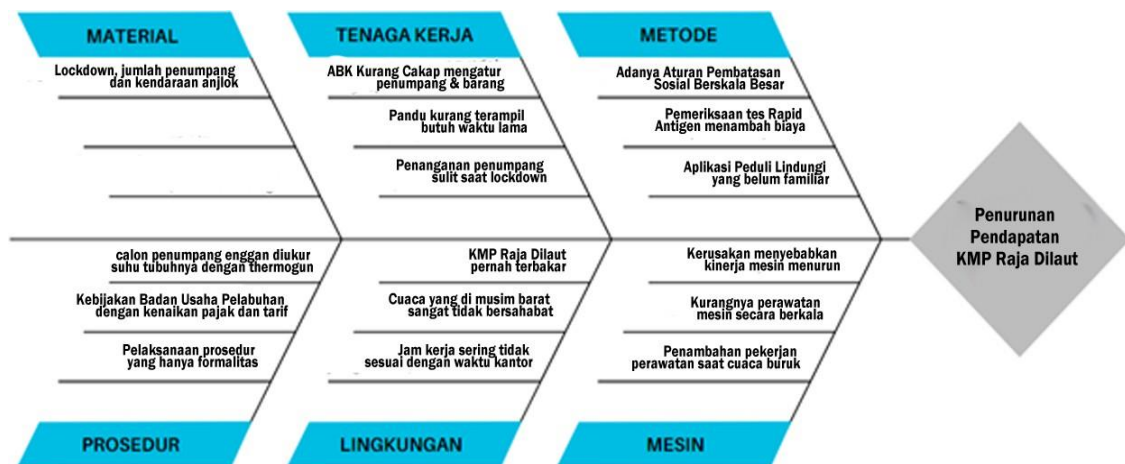 MATERIAL
Lockdown, jumlah penumpang
dan kendaraan anjlok
TENAGA KERJA
ABK Kurang Cakap mengatur
penumpang & barang
Pandu kurang terampil
butuh waktu lama
Penanganan penumpang
sulit saat lockdown
METODE
Adanya Aturan Pembatasan
Sosial Berskala Besar
Pemeriksaan tes Rapid
Antigen menambah biaya
Aplikasi Peduli Lindungi
yang belum familiar
Penurunan
Pendapatan
KMP Raja Dilaut
calon penumpang enggan diukur
suhu tubuhnya dengan thermogun
Kebijakan Badan Usaha Pelabuhan
dengan kenaikan pajak dan tarif
Pelaksanaan prosedur
yang hanya formalitas
PROSEDUR
KMP Raja Dilaut
pernah terbakar
Cuaca yang di musim barat
sangat tidak bersahabat
Jam kerja sering tidak
sesuai dengan waktu kantor
LINGKUNGAN
Kerusakan menyebabkan
kinerja mesin menurun
Kurangnya perawatan
mesin secara berkala
Penambahan pekerjan
perawatan saat cuaca buruk
MESIN